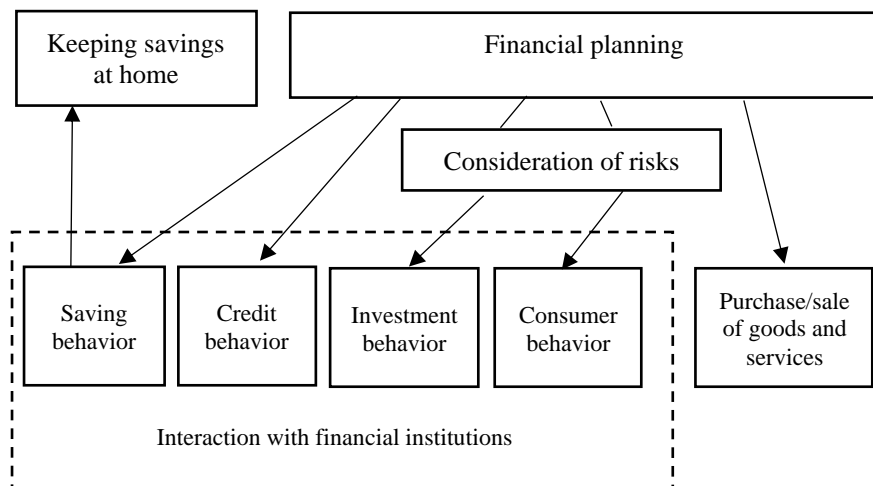 Keeping savings
at home
Financial planning
Consideration of risks
Saving
behavior
Credit
behavior
Investment
behavior
Consumer
behavior
Purchase/sale
of goods and
services
Interaction with financial institutions